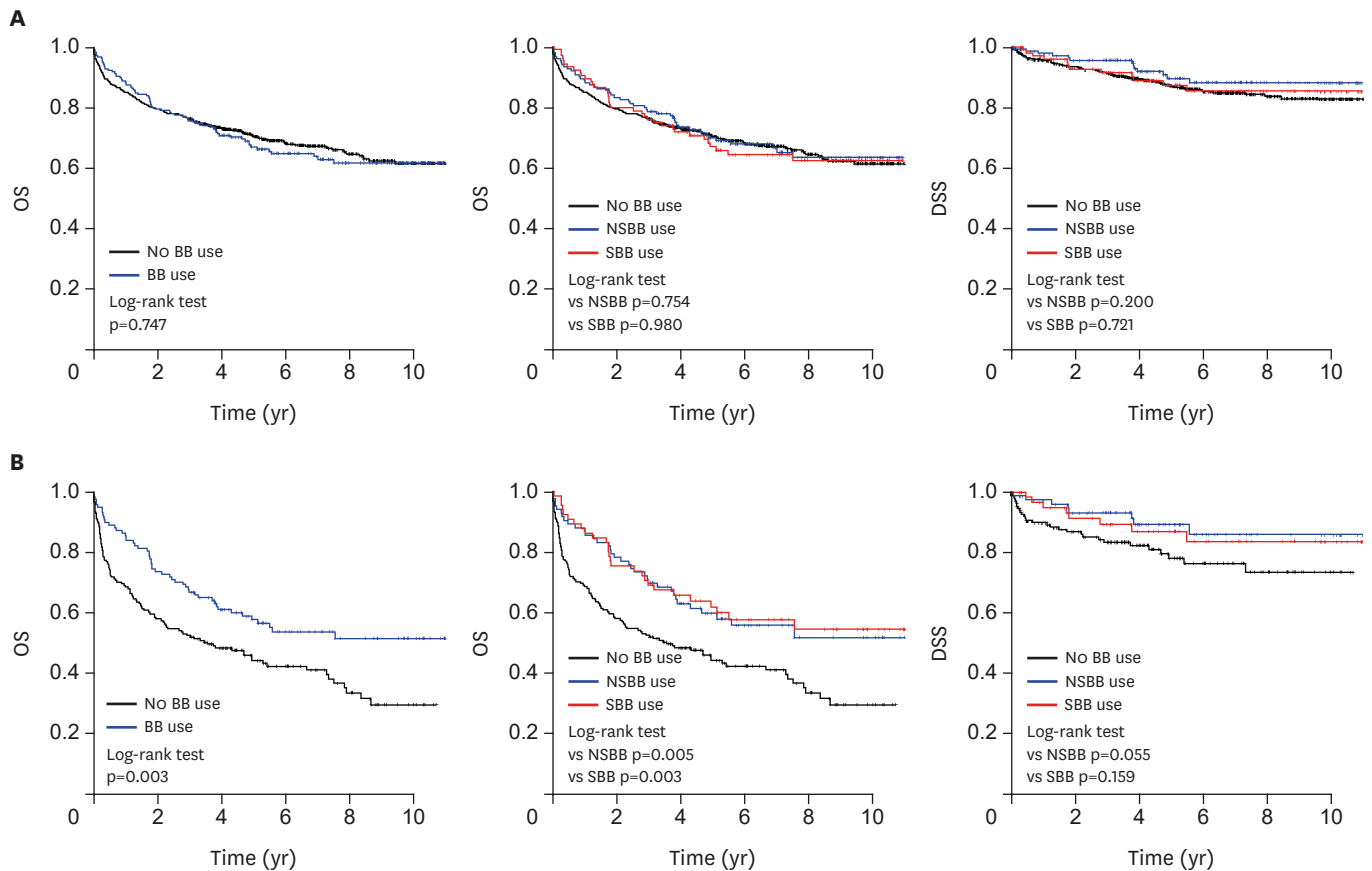 A
1.0
0.8
0.6
0.4
0.2
0
OS
No BB use
BB use
Log-rank test
p=0.747
2 4 6 8 10
Time (yr)
1.0
0.8
0.6
0.4
0.2
0
OS
No BB use
NSBB use
SBB use
Log-rank test
vs NSBB p=0.754
vs SBB p=0.980
2 4 6 8 10
Time (yr)
1.0
0.8
0.6
0.4
0.2
0
DSS
No BB use
NSBB use
SBB use
Log-rank test
vs NSBB p=0.200
vs SBB p=0.721
2 4 6 8 10
Time (yr)
B
1.0
0.8
0.6
0.4
0.2
0
OS
No BB use
BB use
Log-rank test
p=0.003
2 4 6 8 10
Time (yr)
1.0
0.8
0.6
0.4
0.2
0
OS
No BB use
NSBB use
SBB use
Log-rank test
vs NSBB p=0.005
vs SBB p=0.003
2 4 6 8 10
Time (yr)
1.0
0.8
0.6
0.4
0.2
0
DSS
No BB use
NSBB use
SBB use
Log-rank test
vs NSBB p=0.055
vs SBB p=0.159
2 4 6 8 10
Time (yr)